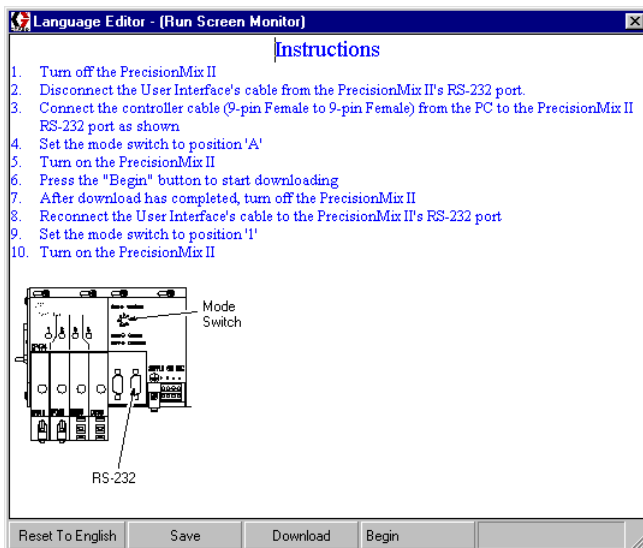 Language Editor - (Run Screen Monitor)
Instructions
1. Turn off the PrecisionMix II
2. Disconnect the User Interface's cable from the PrecisionMix II's RS-232 port.
3. Connect the controller cable (9-pin Female to 9-pin Female) from the PC to the PrecisionMix II
RS-232 port as shown
4. Set the mode switch to position 'A'
5. Turn on the PrecisionMix II
6. Press the "Begin" button to start downloading
7. After download has completed, turn off the PrecisionMix II
8. Reconnect the User Interface's cable to the PrecisionMix II's RS-232 port
9. Set the mode switch to position '1'
10. Turn on the PrecisionMix II
Mode
Switch
RS-232
Reset To English Save Download Begin